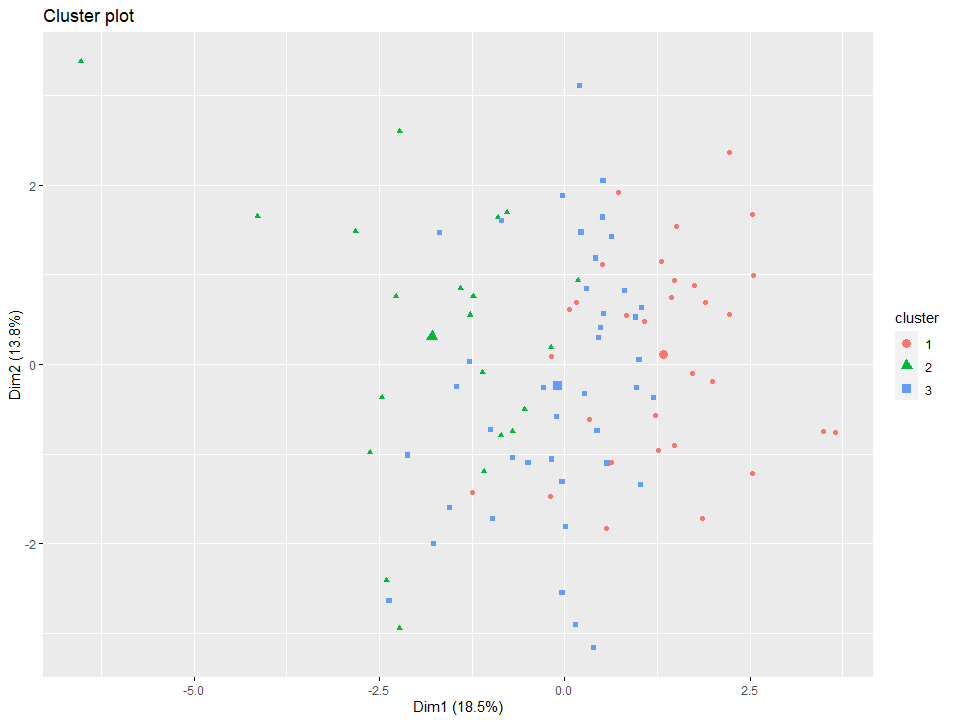 Cluster plot
2
0
-2
Dim2 (13.8%)
-5.0
-2.5
0.0
2.5
Dim1 (18.5%)
cluster
1
2
3